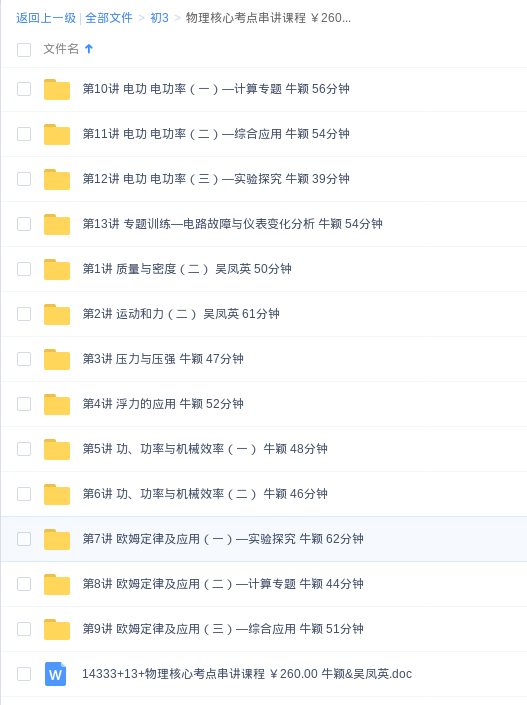 返回上一级 | 全部文件 > 初3 > 物理核心考点串讲课程 ￥260...
文件名
第10讲 电功 电功率（一）—计算专题 牛颖 56分钟
第11讲 电功 电功率（二）—综合应用 牛颖 54分钟
第12讲 电功 电功率（三）—实验探究 牛颖 39分钟
第13讲 专题训练—电路故障与仪表变化分析 牛颖 54分钟
第1讲 质量与密度（二） 吴凤英 50分钟
第2讲 运动和力（二） 吴凤英 61分钟
第3讲 压力与压强 牛颖 47分钟
第4讲 浮力的应用 牛颖 52分钟
第5讲 功、功率与机械效率（一） 牛颖 48分钟
第6讲 功、功率与机械效率（二） 牛颖 46分钟
第7讲 欧姆定律及应用（一）—实验探究 牛颖 62分钟
第8讲 欧姆定律及应用（二）—计算专题 牛颖 44分钟
第9讲 欧姆定律及应用（三）—综合应用 牛颖 51分钟
W 14333+13+物理核心考点串讲课程 ￥260.00 牛颖&吴凤英.doc